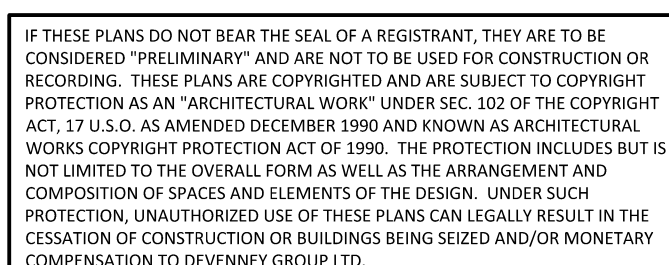 IF THESE PLANS DO NOT BEAR THE SEAL OF A REGISTRANT, THEY ARE TO BE
CONSIDERED "PRELIMINARY" AND ARE NOT TO BE USED FOR CONSTRUCTION OR
RECORDING.  THESE PLANS ARE COPYRIGHTED AND ARE SUBJECT TO COPYRIGHT
PROTECTION AS AN "ARCHITECTURAL WORK" UNDER SEC. 102 OF THE COPYRIGHT
ACT, 17 U.S.O. AS AMENDED DECEMBER 1990 AND KNOWN AS ARCHITECTURAL
WORKS COPYRIGHT PROTECTION ACT OF 1990.  THE PROTECTION INCLUDES BUT IS
NOT LIMITED TO THE OVERALL FORM AS WELL AS THE ARRANGEMENT AND
COMPOSITION OF SPACES AND ELEMENTS OF THE DESIGN.  UNDER SUCH
PROTECTION, UNAUTHORIZED USE OF THESE PLANS CAN LEGALLY RESULT IN THE
CESSATION OF CONSTRUCTION OR BUILDINGS BEING SEIZED AND/OR MONETARY
COMPENSATION TO DEVENNEY GROUP LTD.